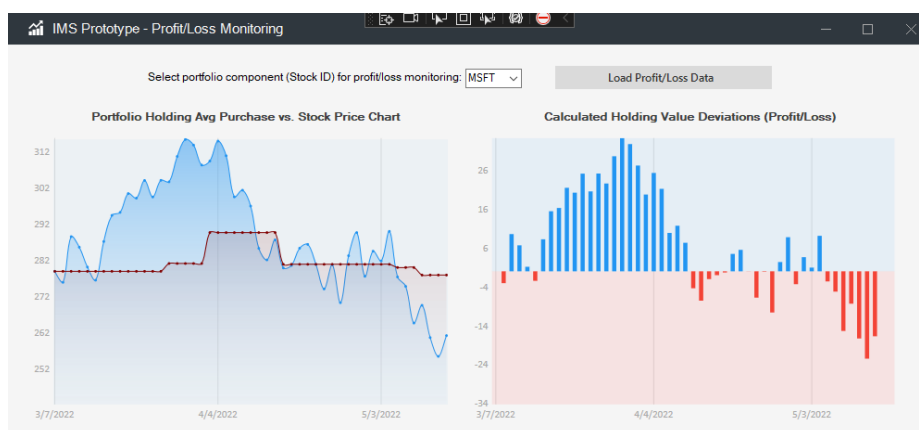 IMS Prototype - Profit/Loss Monitoring
Select portfolio component (Stock ID) for profit/loss monitoring: MSFT
Load Profit/Loss Data
Portfolio Holding Avg Purchase vs. Stock Price Chart
312
302
292
282
272
262
252
3/7/2022 4/4/2022 5/3/2022
Calculated Holding Value Deviations (Profit/Loss)
26
16
6
-4
-14
-24
-34
3/7/2022 4/4/2022 5/3/2022